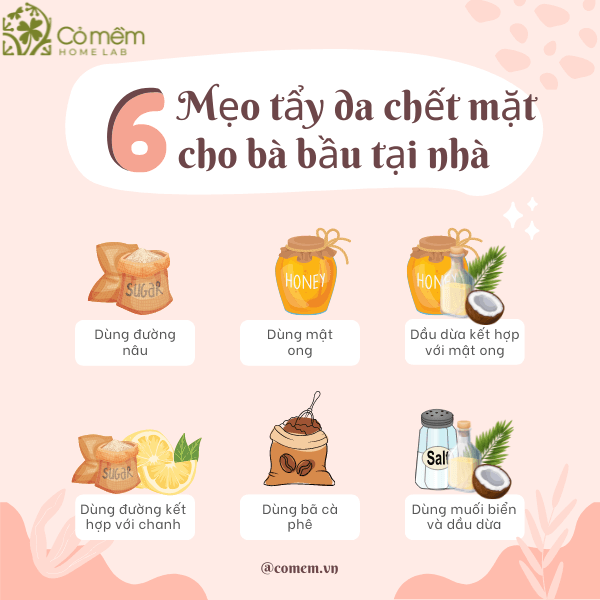 Cỏ mềm
HOME LAB
6
Mẹo tẩy da chết mặt
cho bà bầu tại nhà
SUGAR
HONEY
HON
Dùng đường
nâu
Dùng mật
ong
Dầu dừa kết hợp
với mật ong
SUGAR
Salt
Dùng đường kết
hợp với chanh
Dùng bã cà
phê
Dùng muối biển
và dầu dừa
@comem.vn